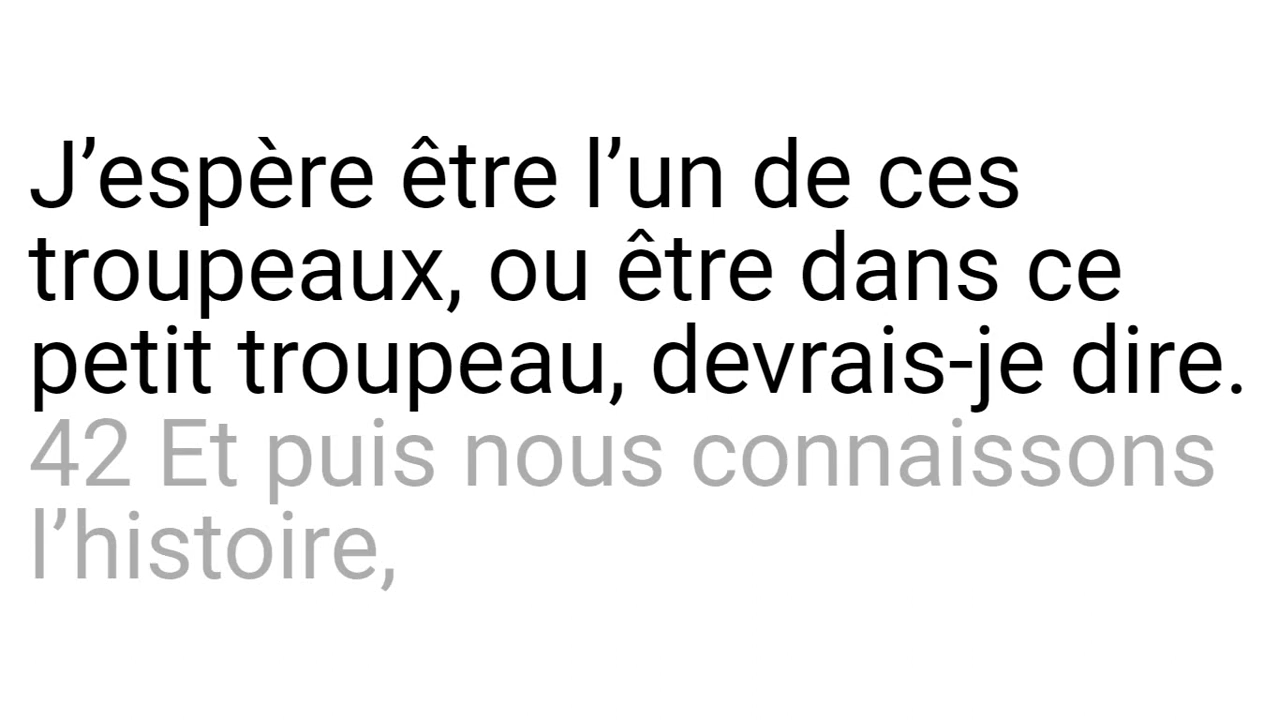 J’espère être l’un de ces
troupeaux, ou être dans ce
petit troupeau, devrais-je dire.
42 Et puis nous connaissons
l’histoire,